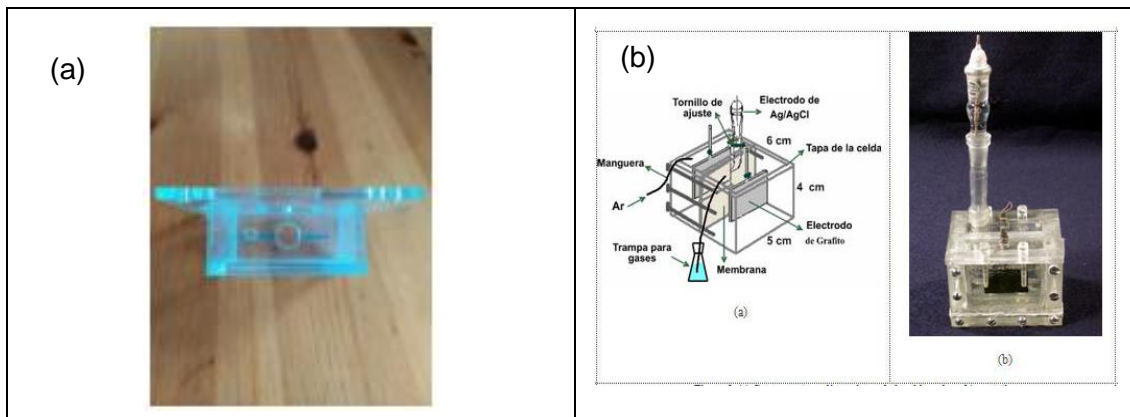 (a)
(b)
Tornillo de
ajuste
Electrodo de
Ag/AgCl
6 cm
Tapa de la celda
Manguera
4 cm
Ar
Electrodo
de Grafito
5 cm
Trampa para
gases
Membrana
(a)
(b)